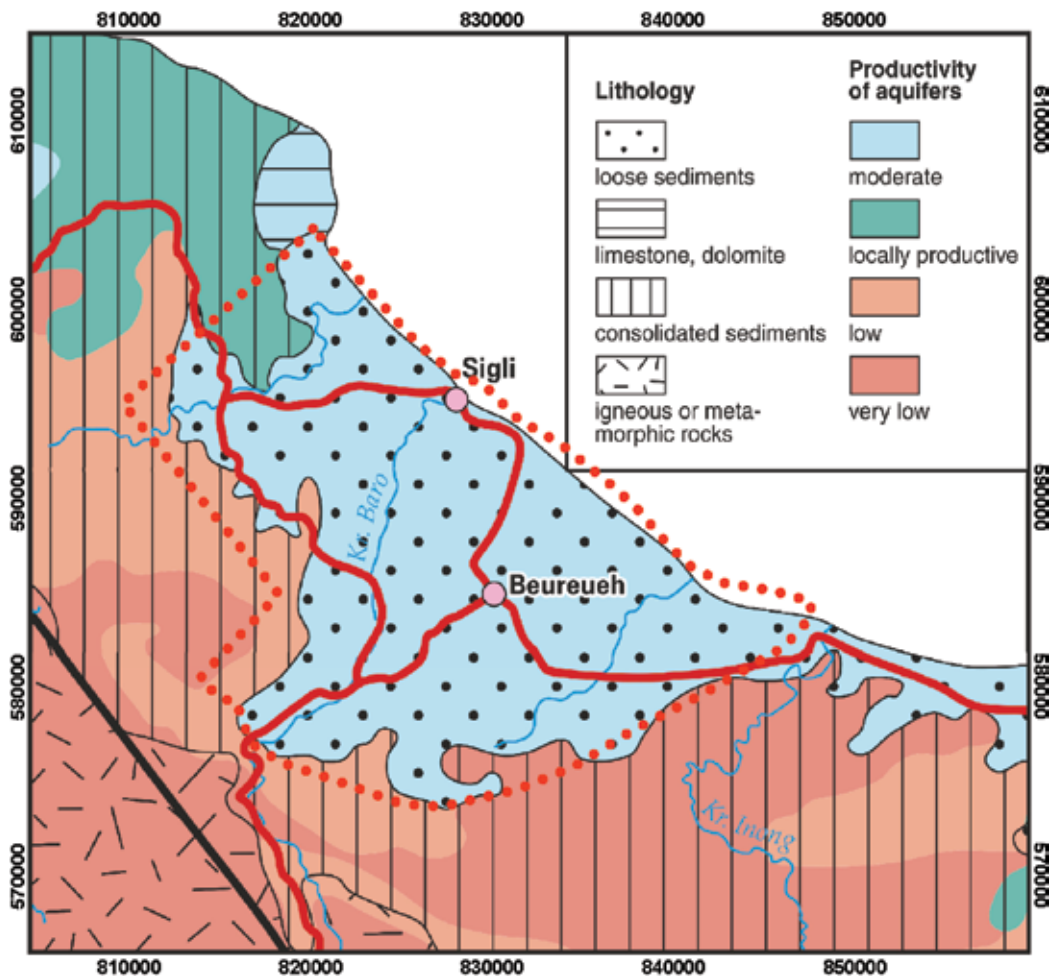 810000 820000 830000 840000 850000
610000
600000
590000
580000
570000
Lithology
loose sediments
limestone, dolomite
consolidated sediments
igneous or meta-
morphic rocks
Productivity
of aquifers
moderate
locally productive
low
very low
610000
600000
590000
580000
570000
Sigli
Kr. Baro
Beureueh
Kr. Inong
810000 820000 830000 840000 850000